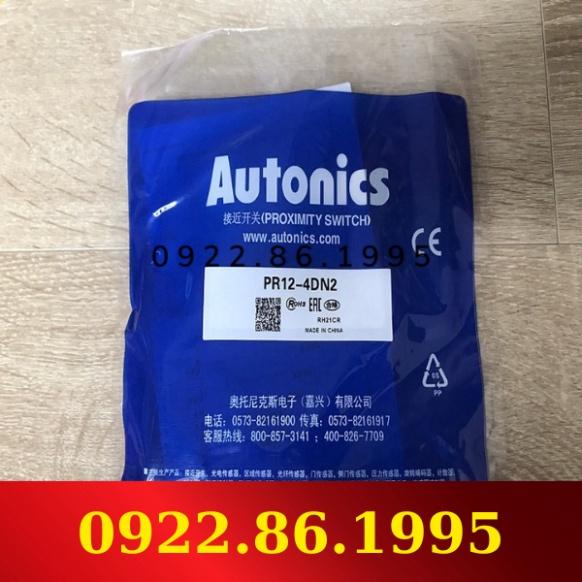 Autonics
接近开关(PROXIMITY SWITCH)
www.autonics.com
0922.86.1995
CE
PR12-4DN2
RoHS EAC 合格
RH21CR
MADE IN CHINA
奥托尼克斯电子（嘉兴）有限公司
电话：0573-82161900 传真：0573-82161917
客服热线：800-857-3141；400-826-7709
PP
0922.86.1995